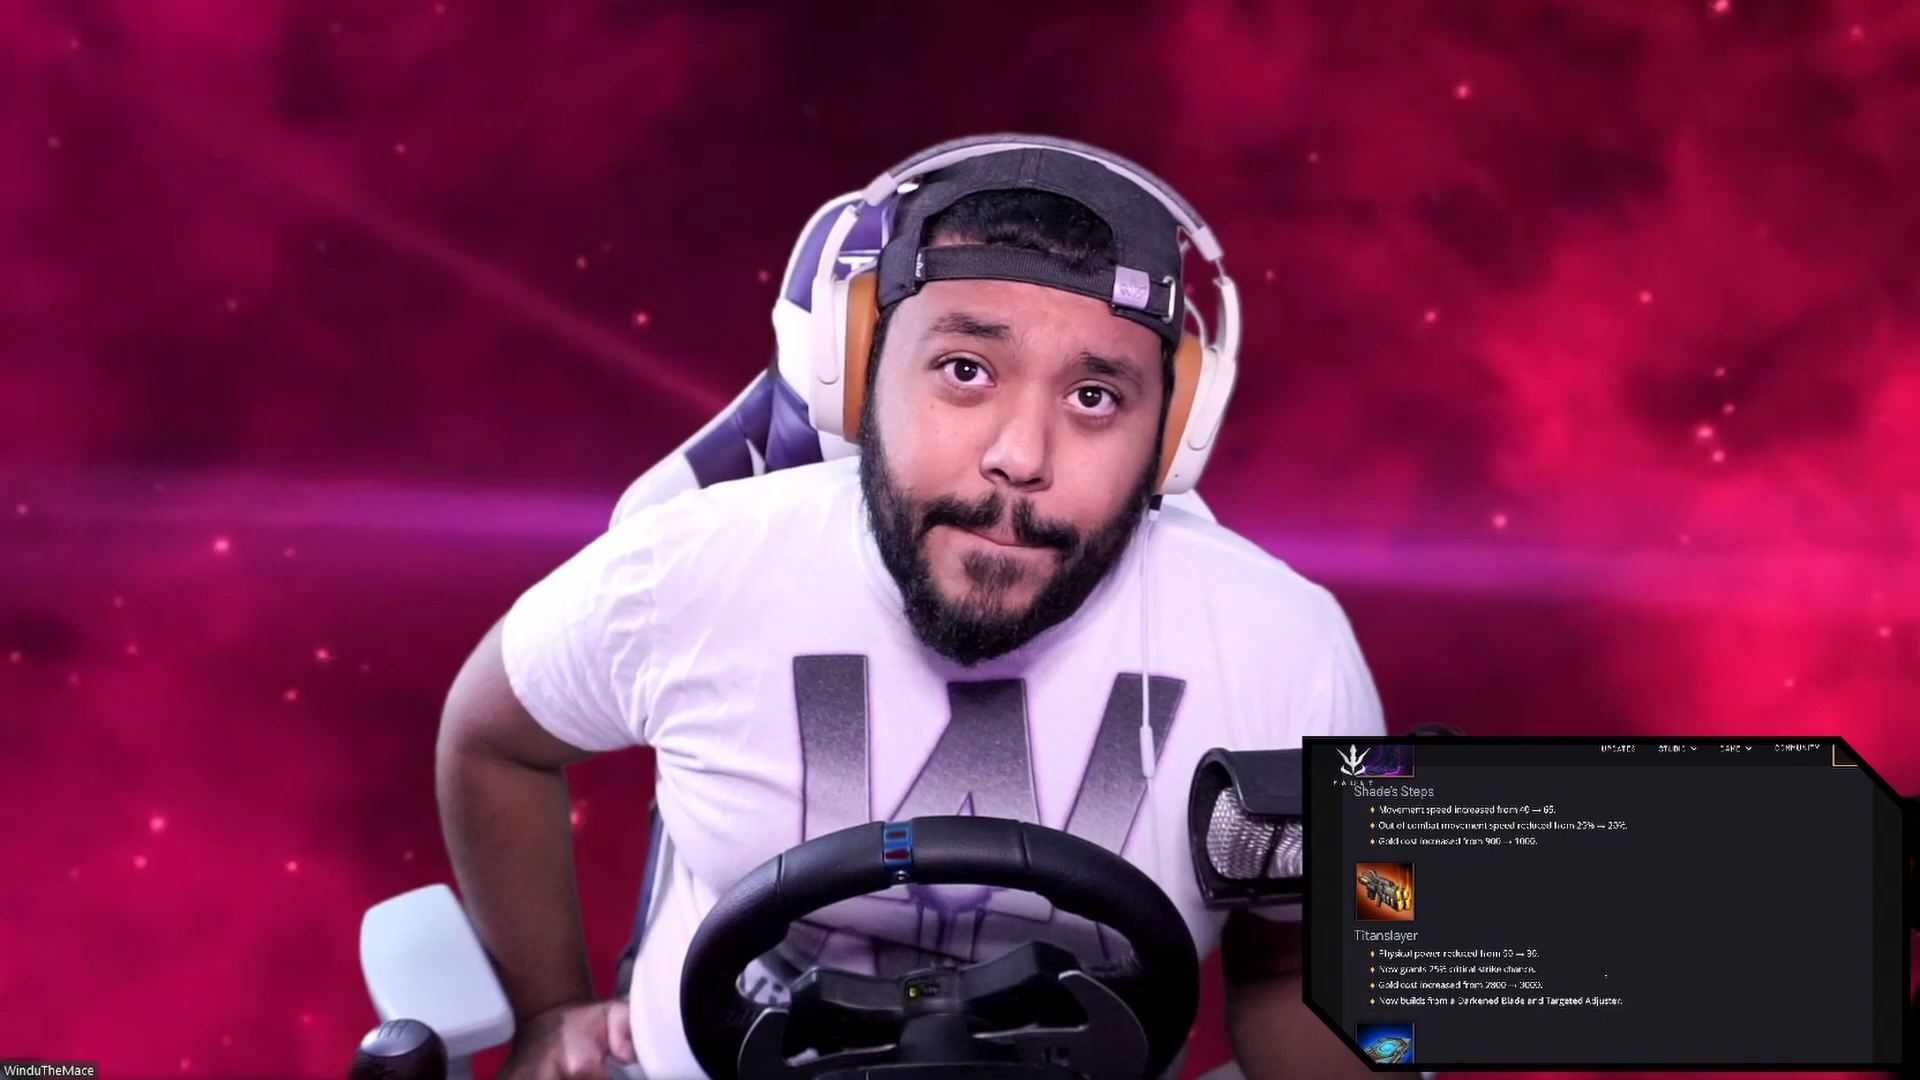 W
UPDATES STUDIO GAME COMMUNITY
FAULT
Shade's Steps
Movement speed increased from 40 → 65.
Out of combat movement speed reduced from 25% → 20%.
Gold cost increased from 900 → 1000.
Titanslayer
Physical power reduced from
Now grants 25% critical strike chance.
Gold cost increased from 2800 → 3000.
Now builds from a Darkened Blade and Targeted Adjuster.
WinduTheMace